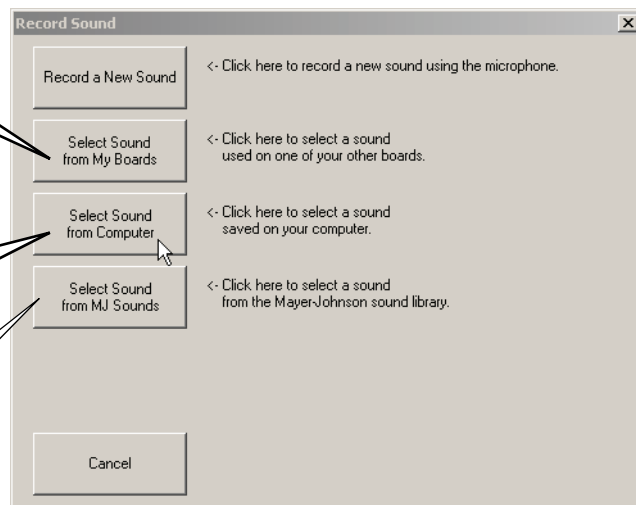 Record Sound
Record a New Sound
<- Click here to record a new sound using the microphone.
Select Sound
from My Boards
<- Click here to select a sound
used on one of your other boards.
Select Sound
from Computer
<- Click here to select a sound
saved on your computer.
Select Sound
from MJ Sounds
<- Click here to select a sound
from the Mayer-Johnson sound library.
Cancel